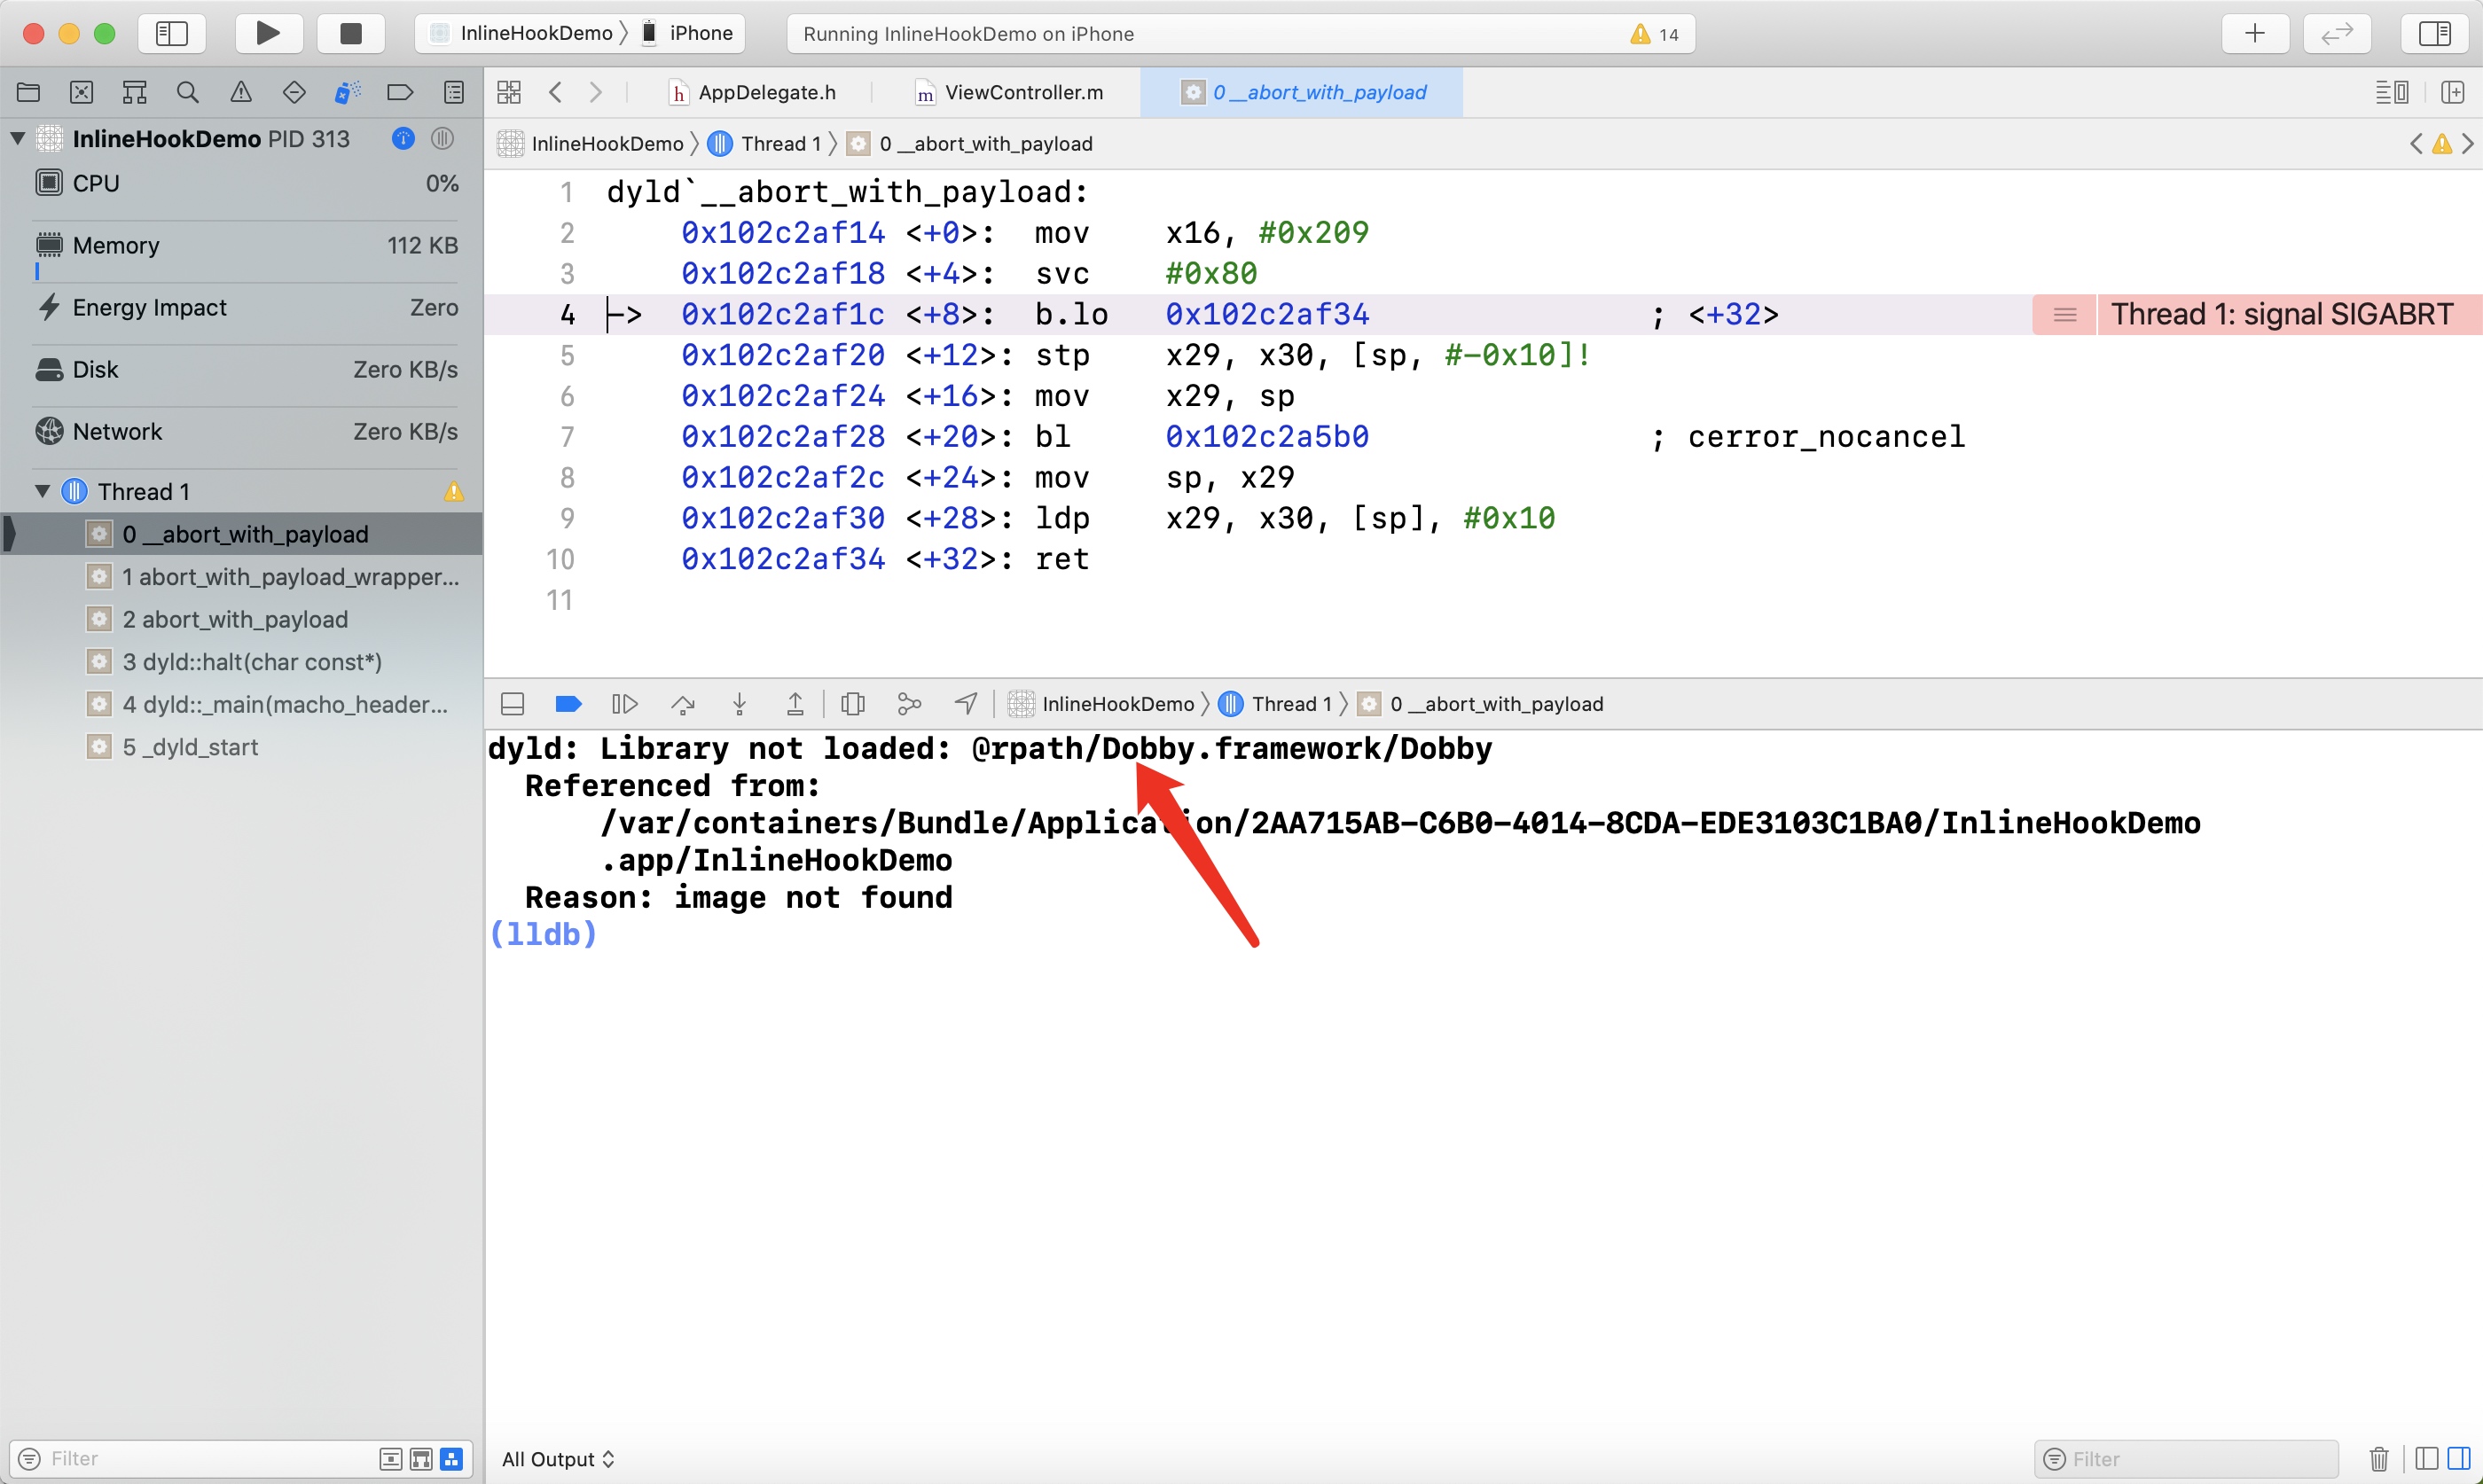 InlineHookDemo 〉 iPhone
Running InlineHookDemo on iPhone
14
AppDelegate.h
ViewController.m
0 __abort_with_payload
InlineHookDemo PID 313
InlineHookDemo 〉 Thread 1 〉 0 __abort_with_payload
CPU 0%
Memory 112 KB
Energy Impact Zero
Disk Zero KB/s
Network Zero KB/s
Thread 1
0 __abort_with_payload
1 abort_with_payload_wrapper...
2 abort_with_payload
3 dyld::halt(char const*)
4 dyld::_main(macho_header...
5 _dyld_start
1 dyld`__abort_with_payload:
2 0x102c2af14 <+0>: mov x16, #0x209
3 0x102c2af18 <+4>: svc #0x80
4 -> 0x102c2af1c <+8>: b.lo 0x102c2af34 ; <+32> Thread 1: signal SIGABRT
5 0x102c2af20 <+12>: stp x29, x30, [sp, #-0x10]!
6 0x102c2af24 <+16>: mov x29, sp
7 0x102c2af28 <+20>: bl 0x102c2a5b0 ; cerror_nocancel
8 0x102c2af2c <+24>: mov sp, x29
9 0x102c2af30 <+28>: ldp x29, x30, [sp], #0x10
10 0x102c2af34 <+32>: ret
11
InlineHookDemo 〉 Thread 1 〉 0 __abort_with_payload
dyld: Library not loaded: @rpath/Dobby.framework/Dobby
Referenced from:
/var/containers/Bundle/Application/2AA715AB-C6B0-4014-8CDA-EDE3103C1BA0/InlineHookDemo
.app/InlineHookDemo
Reason: image not found
(lldb)
Filter
All Output
Filter